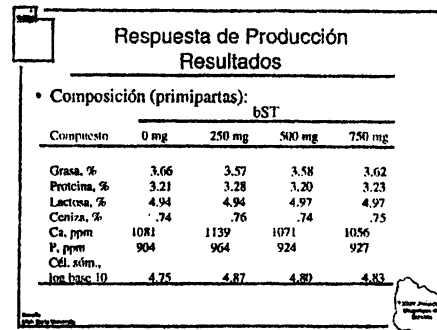 Respuesta de Producción
Resultados
• Composición (primipartas):
bST
Compuesto 0 mg 250 mg 500 mg 750 mg
Grasa, % 3.66 3.57 3.58 3.62
Proteina, % 3.21 3.28 3.20 3.23
Lactosa, % 4.94 4.94 4.97 4.97
Ceniza, % .74 .76 .74 .75
Ca, ppm 1081 1139 1071 1056
P, ppm 904 964 924 927
Cél. sóm.,
log base 10 4.75 4.87 4.80 4.83